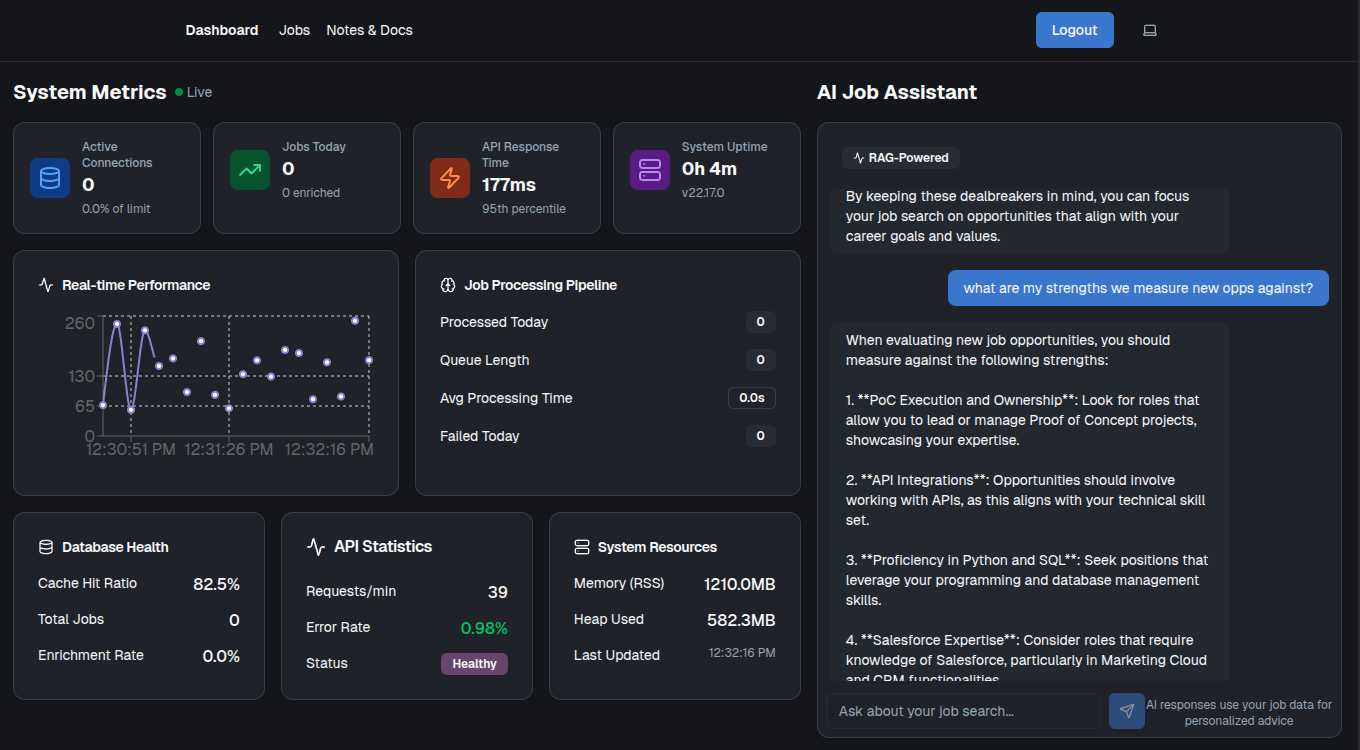 Dashboard Jobs Notes & Docs Logout
System Metrics Live
Active
Connections
0
0.0% of limit
Jobs Today
0
0 enriched
API Response
Time
177ms
95th percentile
System Uptime
0h 4m
v22.17.0
Real-time Performance
260
130
65
0
12:30:51 PM 12:31:26 PM 12:32:16 PM
Job Processing Pipeline
Processed Today 0
Queue Length 0
Avg Processing Time 0.0s
Failed Today 0
Database Health
Cache Hit Ratio 82.5%
Total Jobs 0
Enrichment Rate 0.0%
API Statistics
Requests/min 39
Error Rate 0.98%
Status Healthy
System Resources
Memory (RSS) 1210.0MB
Heap Used 582.3MB
Last Updated 12:32:16 PM
AI Job Assistant
RAG-Powered
By keeping these dealbreakers in mind, you can focus
your job search on opportunities that align with your
career goals and values.
what are my strengths we measure new opps against?
When evaluating new job opportunities, you should
measure against the following strengths:
1. **PoC Execution and Ownership**: Look for roles that
allow you to lead or manage Proof of Concept projects,
showcasing your expertise.
2. **API Integrations**: Opportunities should involve
working with APIs, as this aligns with your technical skill
set.
3. **Proficiency in Python and SQL**: Seek positions that
leverage your programming and database management
skills.
4. **Salesforce Expertise**: Consider roles that require
knowledge of Salesforce, particularly in Marketing Cloud
and CRM functionalities.
Ask about your job search...
AI responses use your job data for
personalized advice